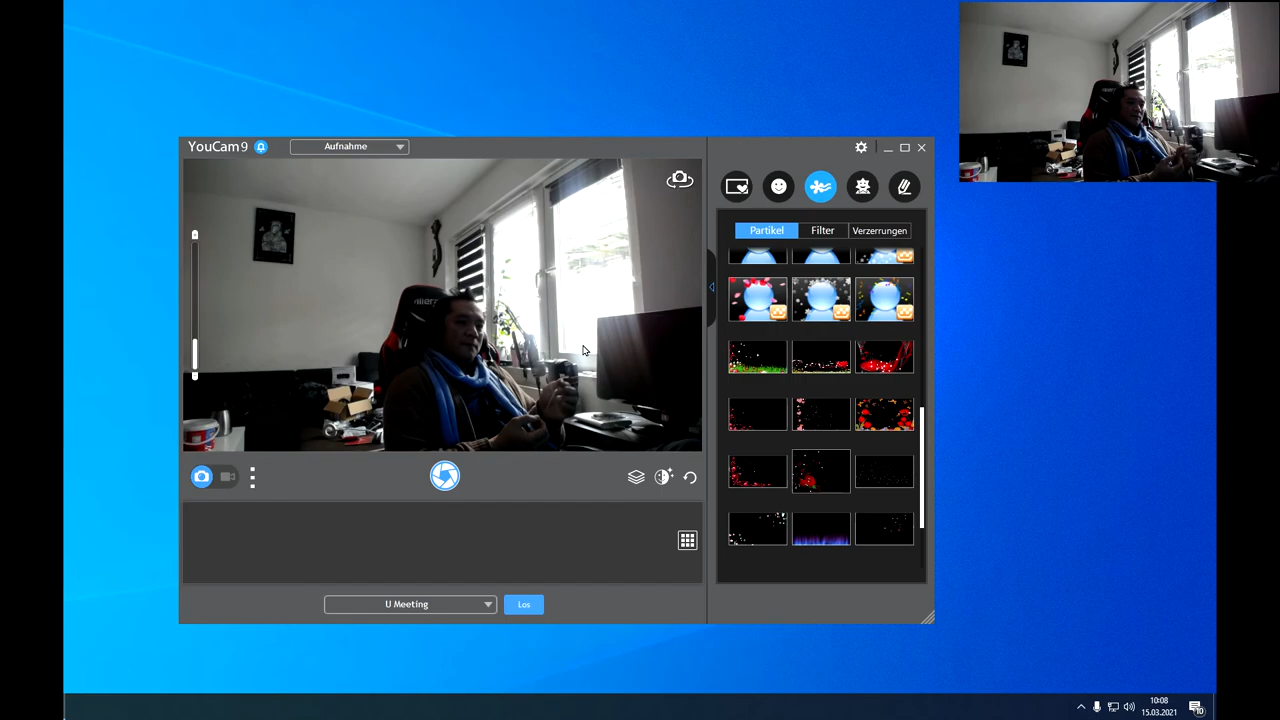 YouCam9
Aufnahme
Partikel
Filter
Verzerrungen
U Meeting
Los
10:08
15.03.2021